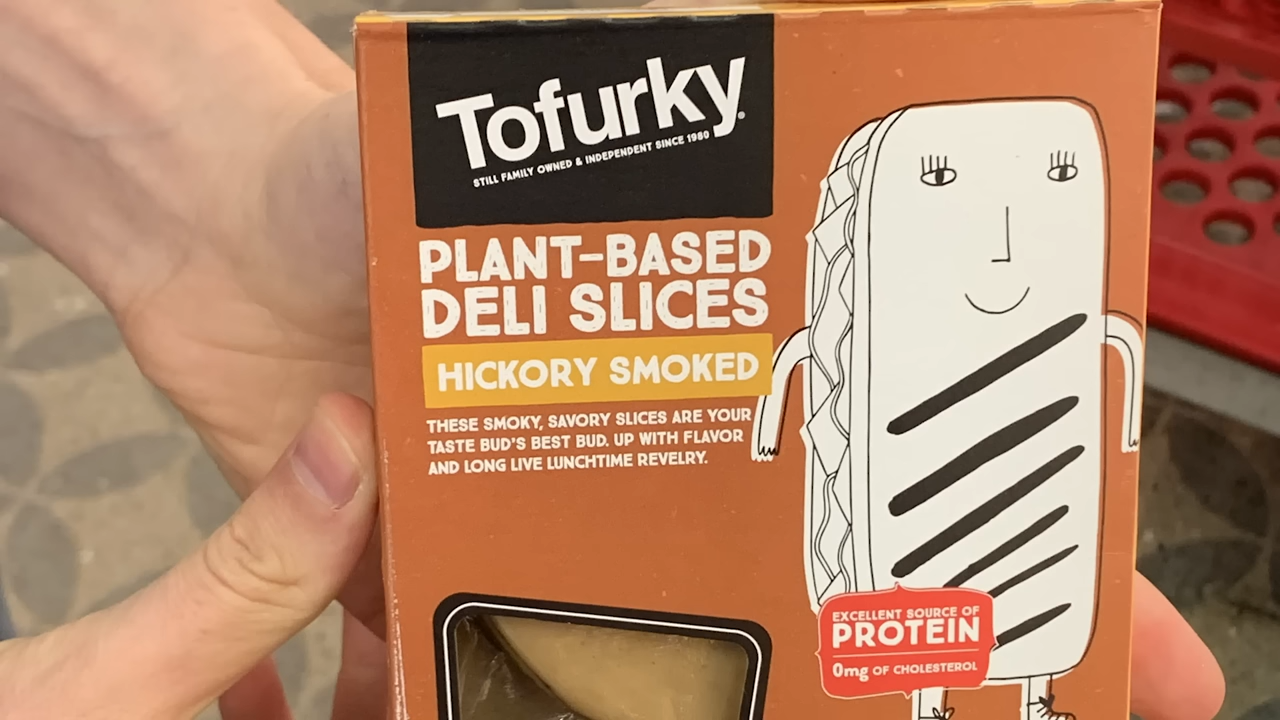 Tofurky.
STILL FAMILY OWNED & INDEPENDENT SINCE 1980
PLANT-BASED
DELI SLICES
HICKORY SMOKED
THESE SMOKY, SAVORY SLICES ARE YOUR
TASTE BUD'S BEST BUD. UP WITH FLAVOR
AND LONG LIVE LUNCHTIME REVELRY.
EXCELLENT SOURCE OF
PROTEIN
0mg OF CHOLESTEROL